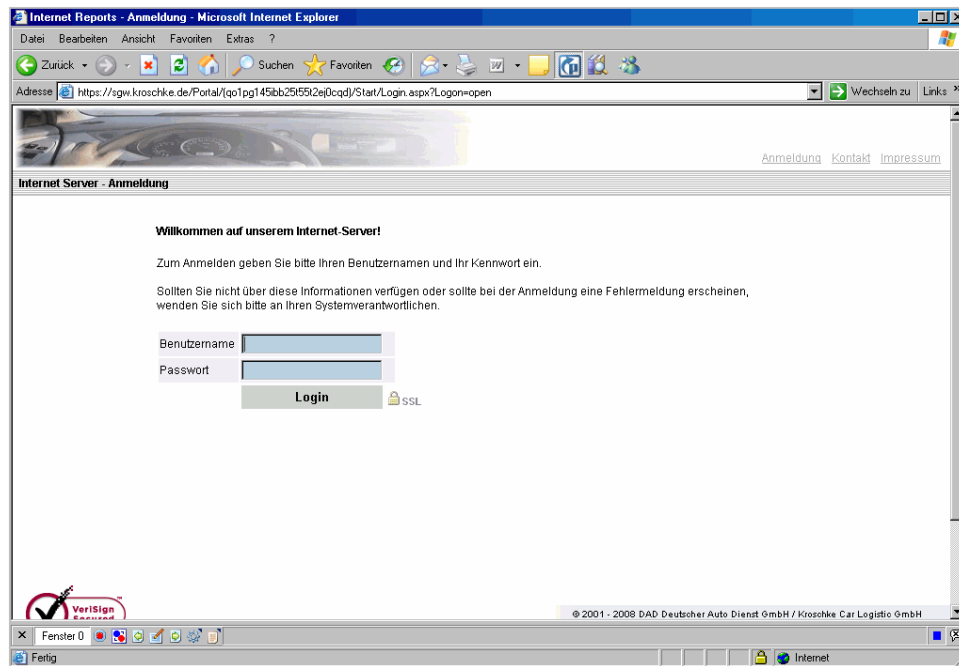 Internet Reports - Anmeldung - Microsoft Internet Explorer
Datei Bearbeiten Ansicht Favoriten Extras ?
Zurück Suchen Favoriten
Adresse https://sgw.kroschke.de/Portal/(qo1pg145ibb25t55t2ej0cqd)/Start/Login.aspx?Logon=open Wechseln zu Links »
Anmeldung Kontakt Impressum
Internet Server - Anmeldung
Willkommen auf unserem Internet-Server!
Zum Anmelden geben Sie bitte Ihren Benutzernamen und Ihr Kennwort ein.
Sollten Sie nicht über diese Informationen verfügen oder sollte bei der Anmeldung eine Fehlermeldung erscheinen,
wenden Sie sich bitte an Ihren Systemverantwortlichen.
Benutzername
Passwort
Login SSL
VeriSign
Secured
© 2001 - 2008 DAD Deutscher Auto Dienst GmbH / Kroschke Car Logistic GmbH
Fenster 0
Fertig Internet